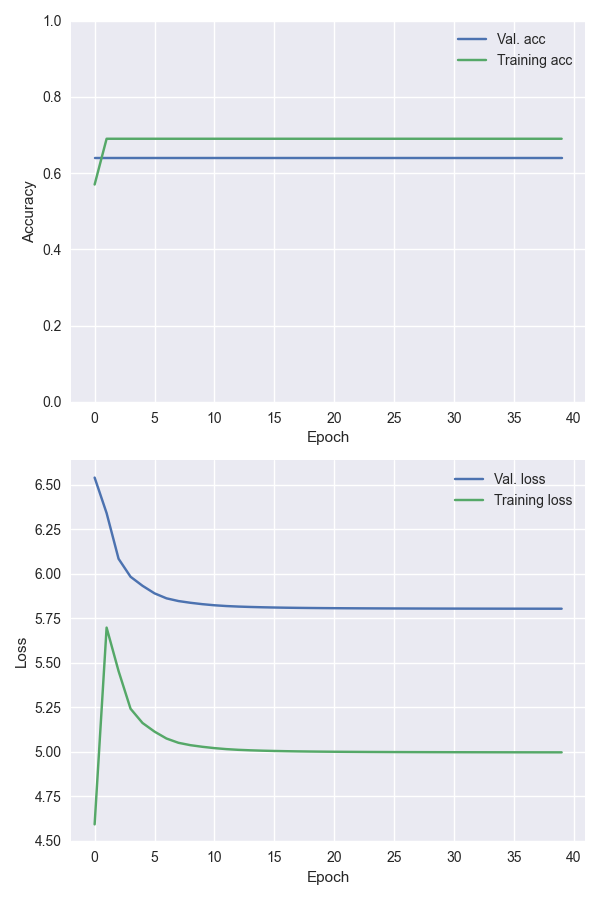 1.0
Val. acc
Training acc
0.8
0.6
Accuracy
0.4
0.2
0.0
0 5 10 15 20 25 30 35 40
Epoch
6.50
Val. loss
Training loss
6.25
6.00
5.75
Loss
5.50
5.25
5.00
4.75
4.50
0 5 10 15 20 25 30 35 40
Epoch